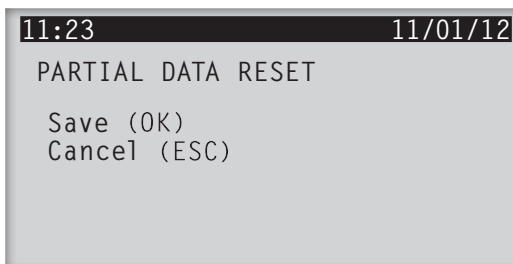 11:23 11/01/12
PARTIAL DATA RESET
Save (OK)
Cancel (ESC)